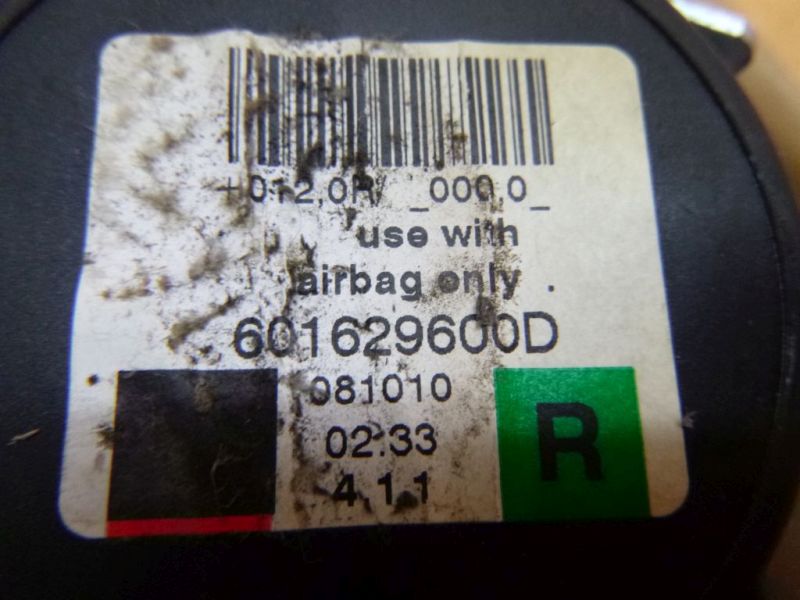 +012,0R/ _000,0_
use with
airbag only .
601629600D
081010
02:33
4.1.1
R